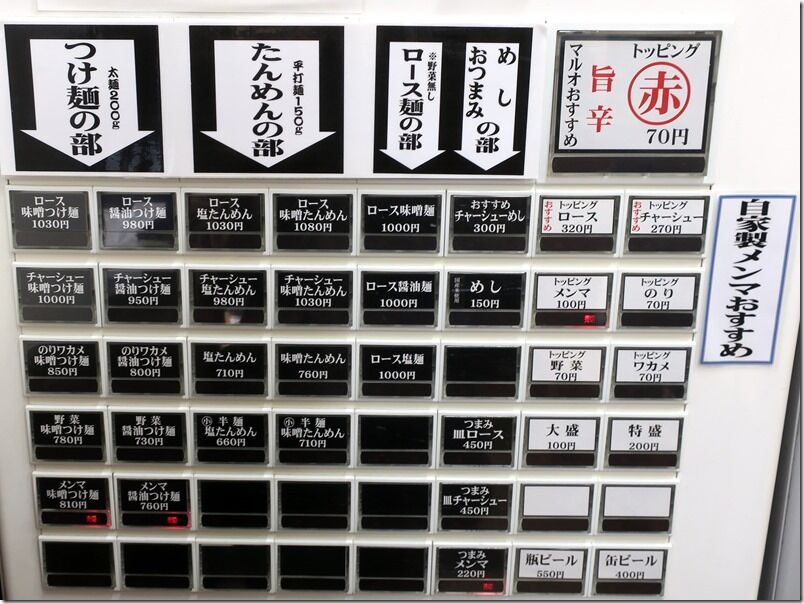 つけ麺の部
太麺200g
たんめんの部
平打麺150g
めし
おつまみの部
ロース麺の部
※野菜無し
トッピング
赤
70円
旨辛
マルオおすすめ
ロース
味噌つけ麺
1030円
ロース
醤油つけ麺
980円
ロース
塩たんめん
1030円
ロース
味噌たんめん
1080円
ロース味噌麺
1000円
おすすめ
チャーシューめし
300円
おすすめ
トッピング
ロース
320円
おすすめ
トッピング
チャーシュー
270円
チャーシュー
味噌つけ麺
1000円
チャーシュー
醤油つけ麺
950円
チャーシュー
塩たんめん
980円
チャーシュー
味噌たんめん
1030円
ロース醤油麺
1000円
国産米使用
めし
150円
トッピング
メンマ
100円
トッピング
のり
70円
のりワカメ
味噌つけ麺
850円
のりワカメ
醤油つけ麺
800円
塩たんめん
710円
味噌たんめん
760円
ロース塩麺
1000円
トッピング
野菜
70円
トッピング
ワカメ
70円
野菜
味噌つけ麺
780円
野菜
醤油つけ麺
730円
小 半麺
塩たんめん
660円
小 半麺
味噌たんめん
710円
つまみ
皿ロース
450円
大盛
100円
特盛
200円
メンマ
味噌つけ麺
810円
メンマ
醤油つけ麺
760円
つまみ
皿チャーシュー
450円
つまみ
メンマ
220円
瓶ビール
550円
缶ビール
400円
自家製メンマおすすめ